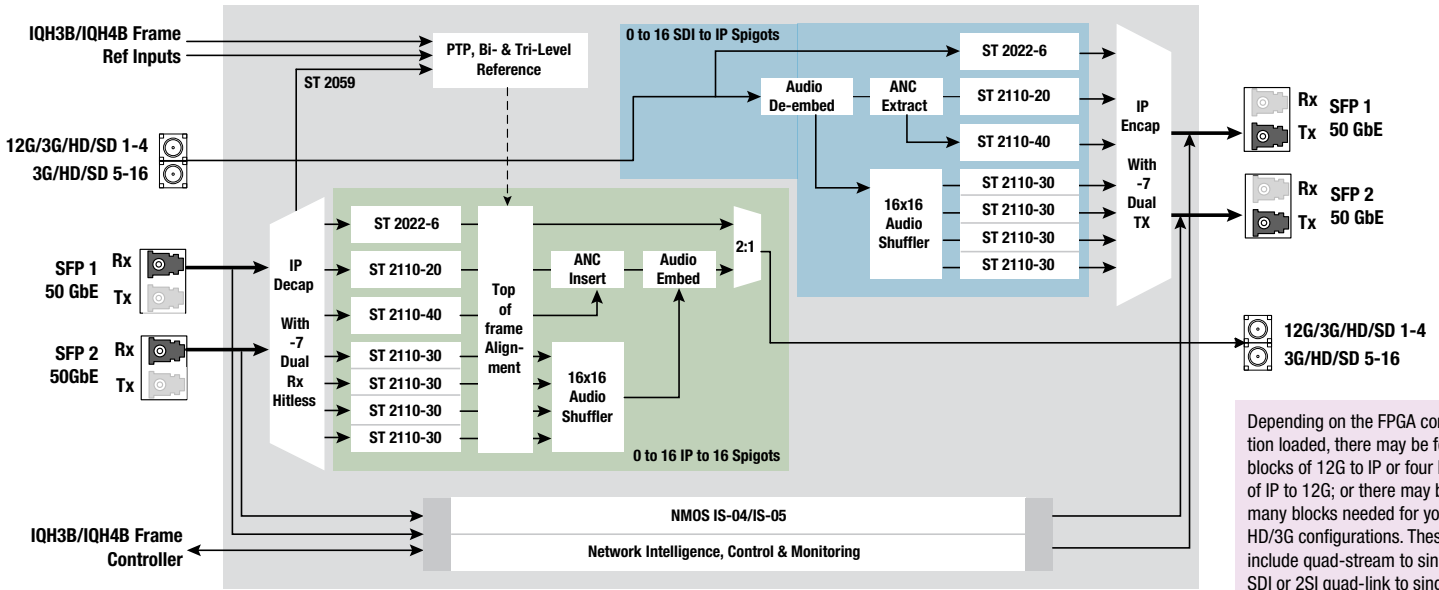 IQH3B/IQH4B Frame
Ref Inputs
ST 2059
PTP, Bi- & Tri-Level
Reference
12G/3G/HD/SD 1-4
3G/HD/SD 5-16
0 to 16 SDI to IP Spigots
Audio
De-embed
ANC
Extract
ST 2022-6
ST 2110-20
ST 2110-40
16x16
Audio
Shuffler
ST 2110-30
ST 2110-30
ST 2110-30
ST 2110-30
IP
Encap
With
-7
Dual
TX
Rx
Tx
SFP 1
50 GbE
Rx
Tx
SFP 2
50 GbE
SFP 1
50 GbE
Rx
Tx
SFP 2
50GbE
Rx
Tx
IP
Decap
With
-7
Dual
Rx
Hitless
ST 2022-6
ST 2110-20
ST 2110-40
ST 2110-30
ST 2110-30
ST 2110-30
ST 2110-30
Top
of
frame
Align-
ment
ANC
Insert
Audio
Embed
2:1
16x16
Audio
Shuffler
0 to 16 IP to 16 Spigots
12G/3G/HD/SD 1-4
3G/HD/SD 5-16
IQH3B/IQH4B Frame
Controller
NMOS IS-04/IS-05
Network Intelligence, Control & Monitoring
Depending on the FPGA con
tion loaded, there may be f
blocks of 12G to IP or four
of IP to 12G; or there may b
many blocks needed for yo
HD/3G configurations. Thes
include quad-stream to sin
SDI or 2SI quad-link to sing